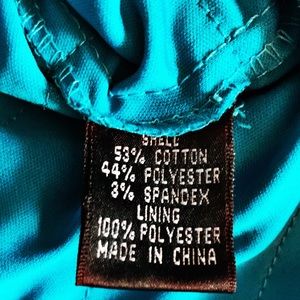 SHELL
53% COTTON
44% POLYESTER
3% SPANDEX
LINING
100% POLYESTER
MADE IN CHINA